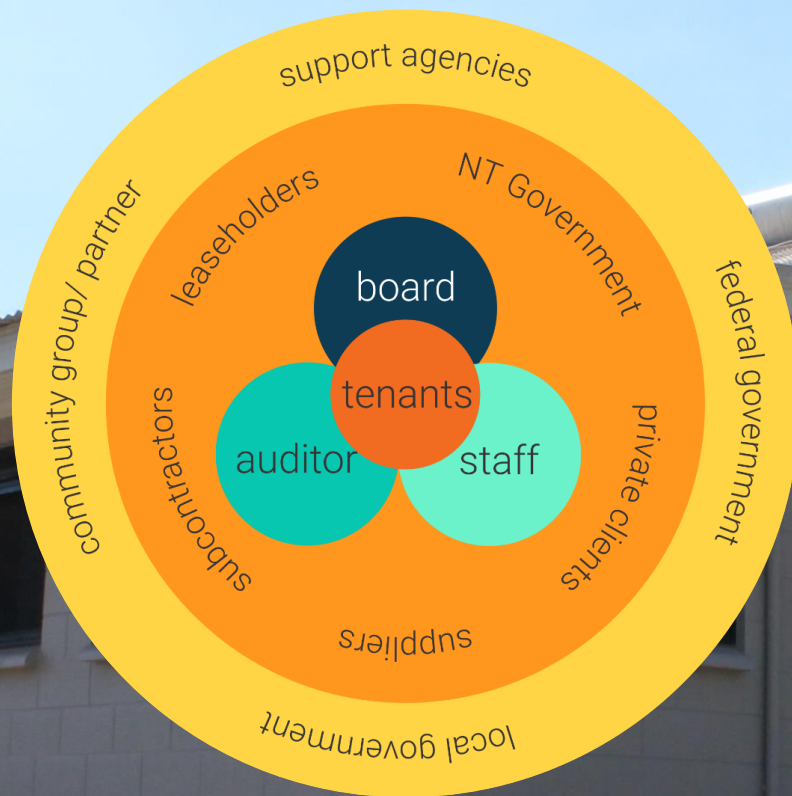 support agencies
community group/ partner
federal government
local government
leaseholders
NT Government
subcontractors
private clients
suppliers
board
tenants
auditor
staff